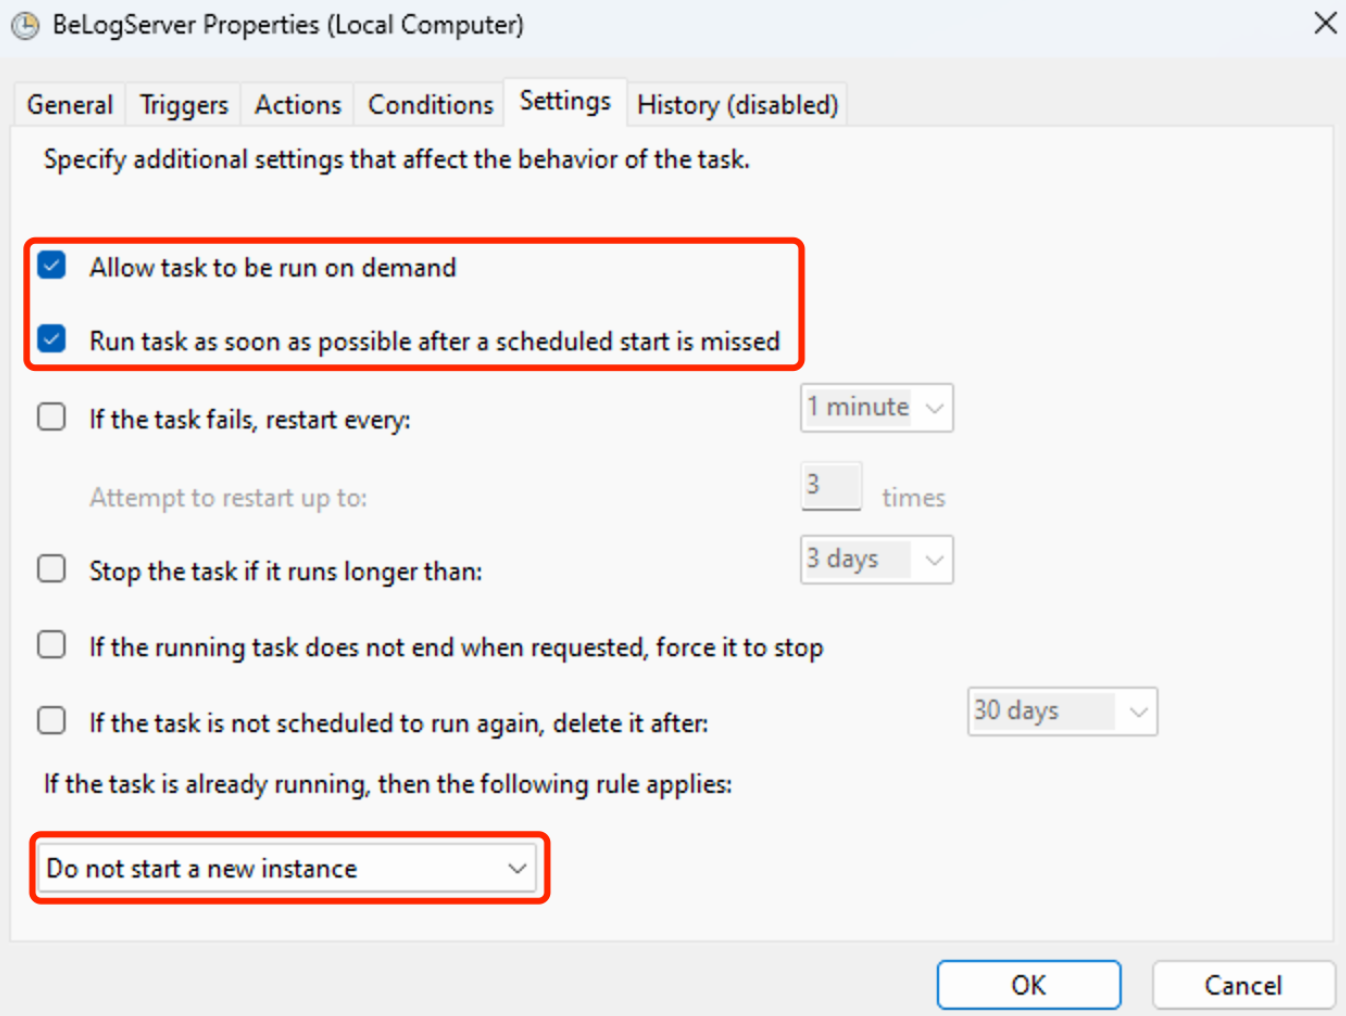 BeLogServer Properties (Local Computer)
General Triggers Actions Conditions Settings History (disabled)
Specify additional settings that affect the behavior of the task.
Allow task to be run on demand
Run task as soon as possible after a scheduled start is missed
If the task fails, restart every: 1 minute
Attempt to restart up to: 3 times
Stop the task if it runs longer than: 3 days
If the running task does not end when requested, force it to stop
If the task is not scheduled to run again, delete it after: 30 days
If the task is already running, then the following rule applies:
Do not start a new instance
OK Cancel